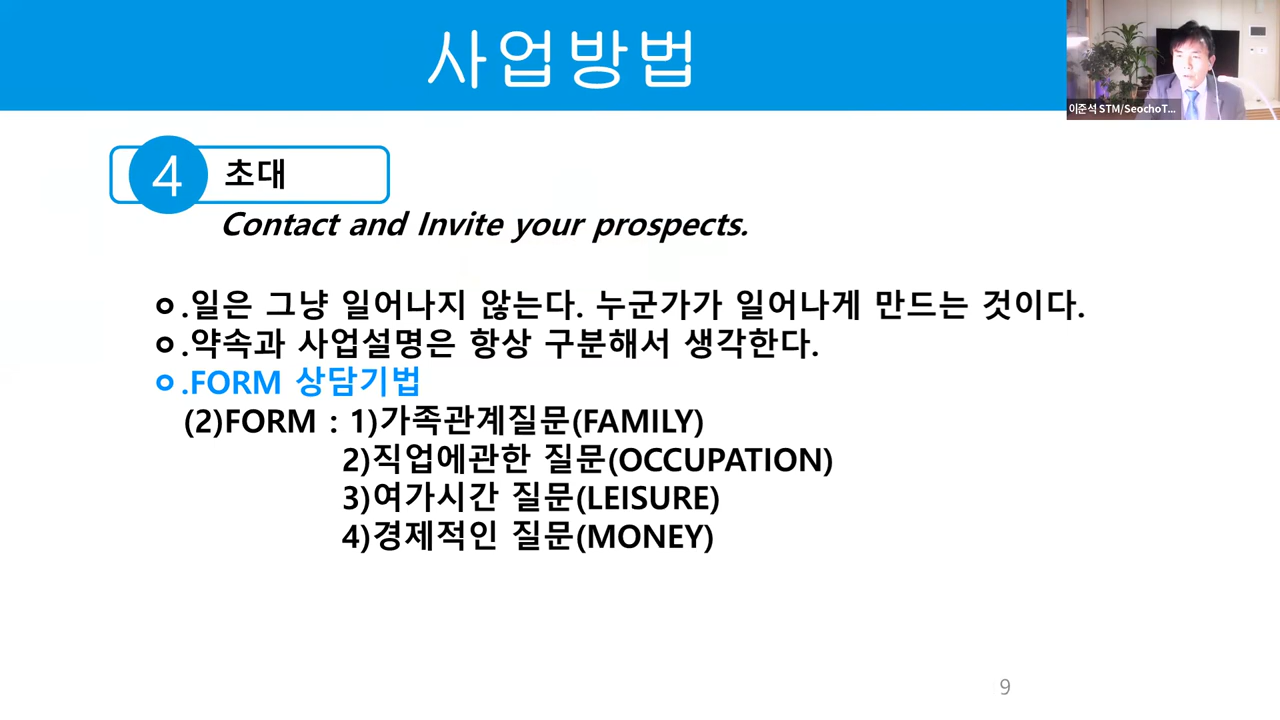 사업방법
이준석 STM/SeochoT...
4 초대
Contact and Invite your prospects.
ㅇ.일은 그냥 일어나지 않는다. 누군가가 일어나게 만드는 것이다.
ㅇ.약속과 사업설명은 항상 구분해서 생각한다.
ㅇ.FORM 상담기법
(2)FORM : 1)가족관계질문(FAMILY)
2)직업에관한 질문(OCCUPATION)
3)여가시간 질문(LEISURE)
4)경제적인 질문(MONEY)
9